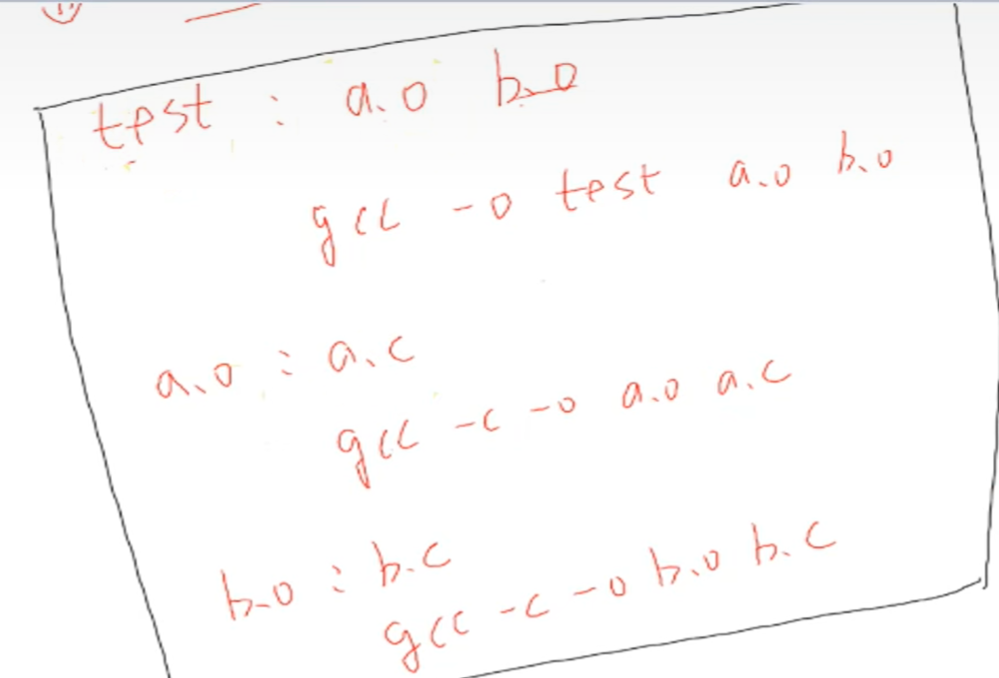 test : a.o b.o
gcc -o test a.o b.o
a.o : a.c
gcc -c -o a.o a.c
b.o : b.c
gcc -c -o b.o b.c